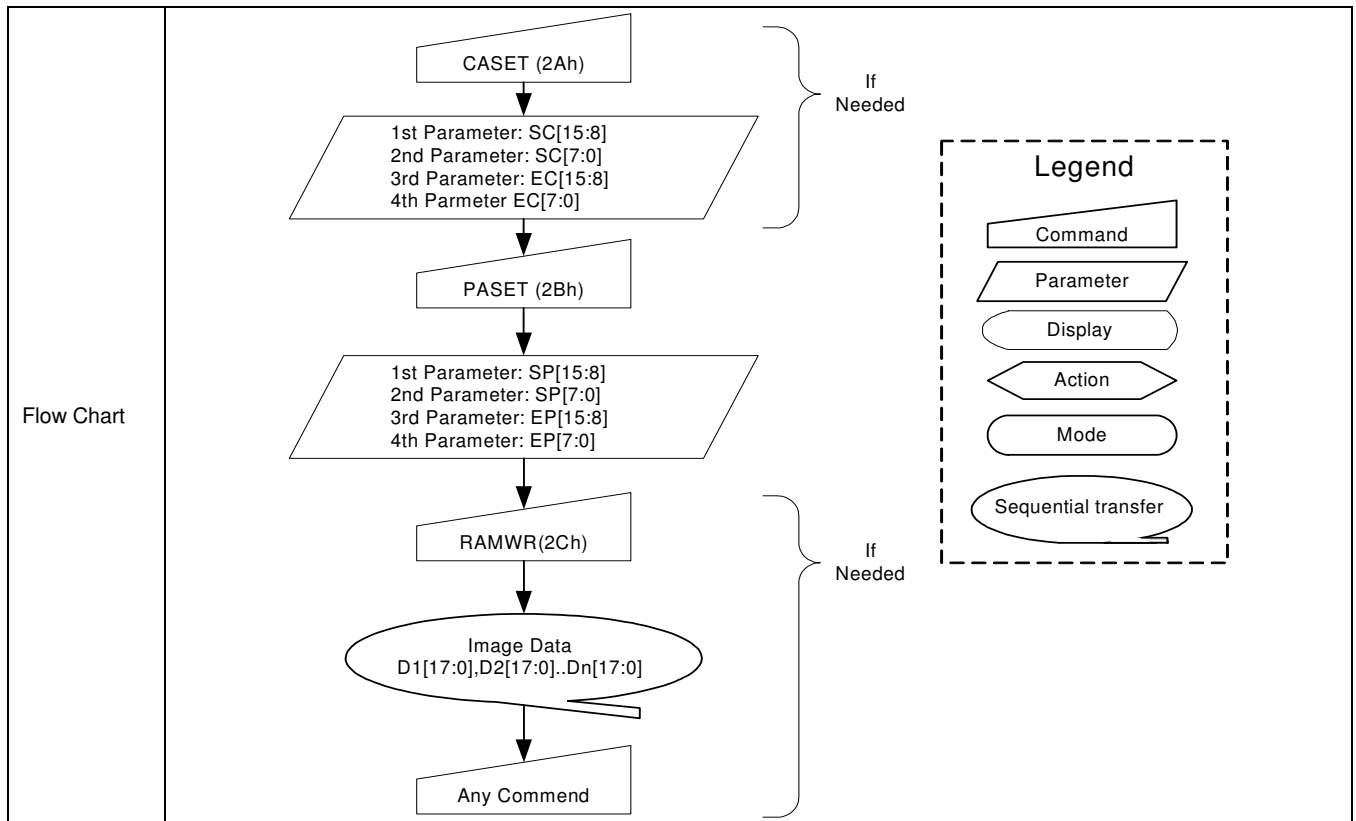 Flow Chart
CASET (2Ah)
1st Parameter: SC[15:8]
2nd Parameter: SC[7:0]
3rd Parameter: EC[15:8]
4th Parmeter EC[7:0]
If
Needed
PASET (2Bh)
1st Parameter: SP[15:8]
2nd Parameter: SP[7:0]
3rd Parameter: EP[15:8]
4th Parameter: EP[7:0]
RAMWR(2Ch)
Image Data
D1[17:0],D2[17:0]..Dn[17:0]
Any Commend
If
Needed
Legend
Command
Parameter
Display
Action
Mode
Sequential transfer